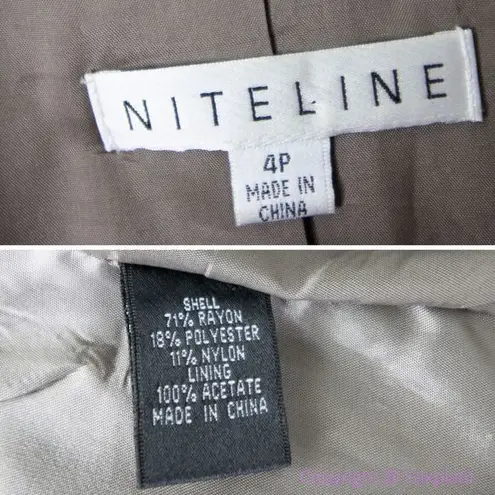 NITELINE
4P
MADE IN
CHINA
SHELL
71% RAYON
18% POLYESTER
11% NYLON
LINING
100% ACETATE
MADE IN CHINA